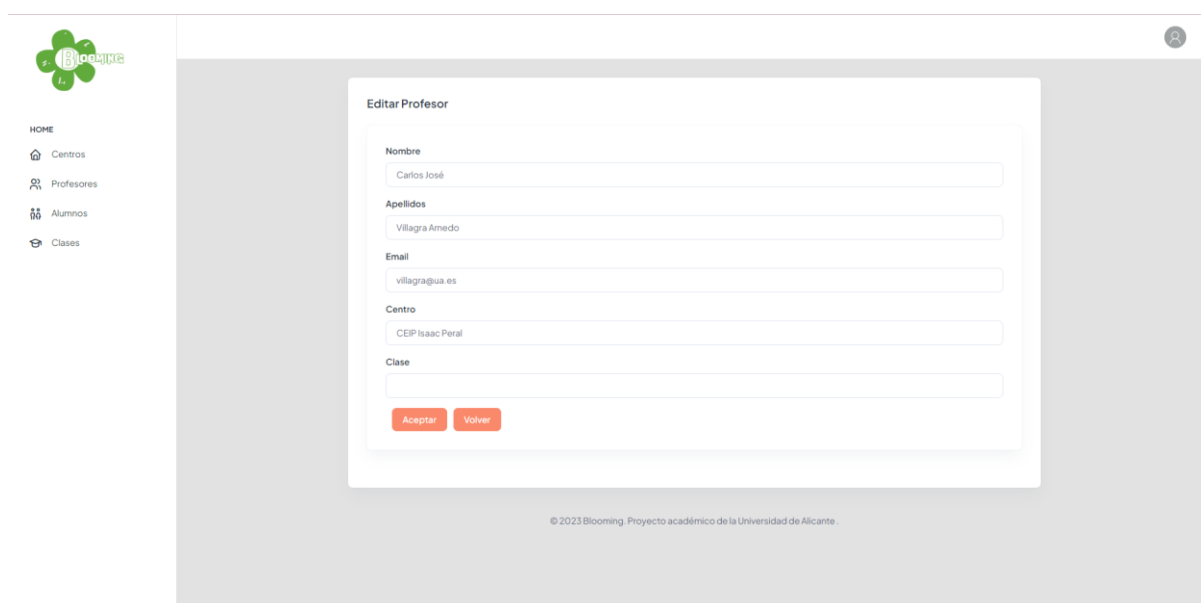 BLOOMING
HOME
Centros
Profesores
Alumnos
Clases
Editar Profesor
Nombre
Carlos José
Apellidos
Villagra Arnedo
Email
villagra@ua.es
Centro
CEIP Isaac Peral
Clase
Aceptar Volver
© 2023 Blooming. Proyecto académico de la Universidad de Alicante .